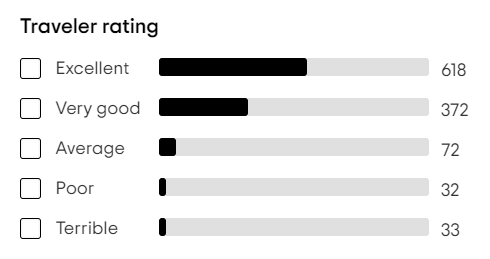 Traveler rating
Excellent 618
Very good 372
Average 72
Poor 32
Terrible 33